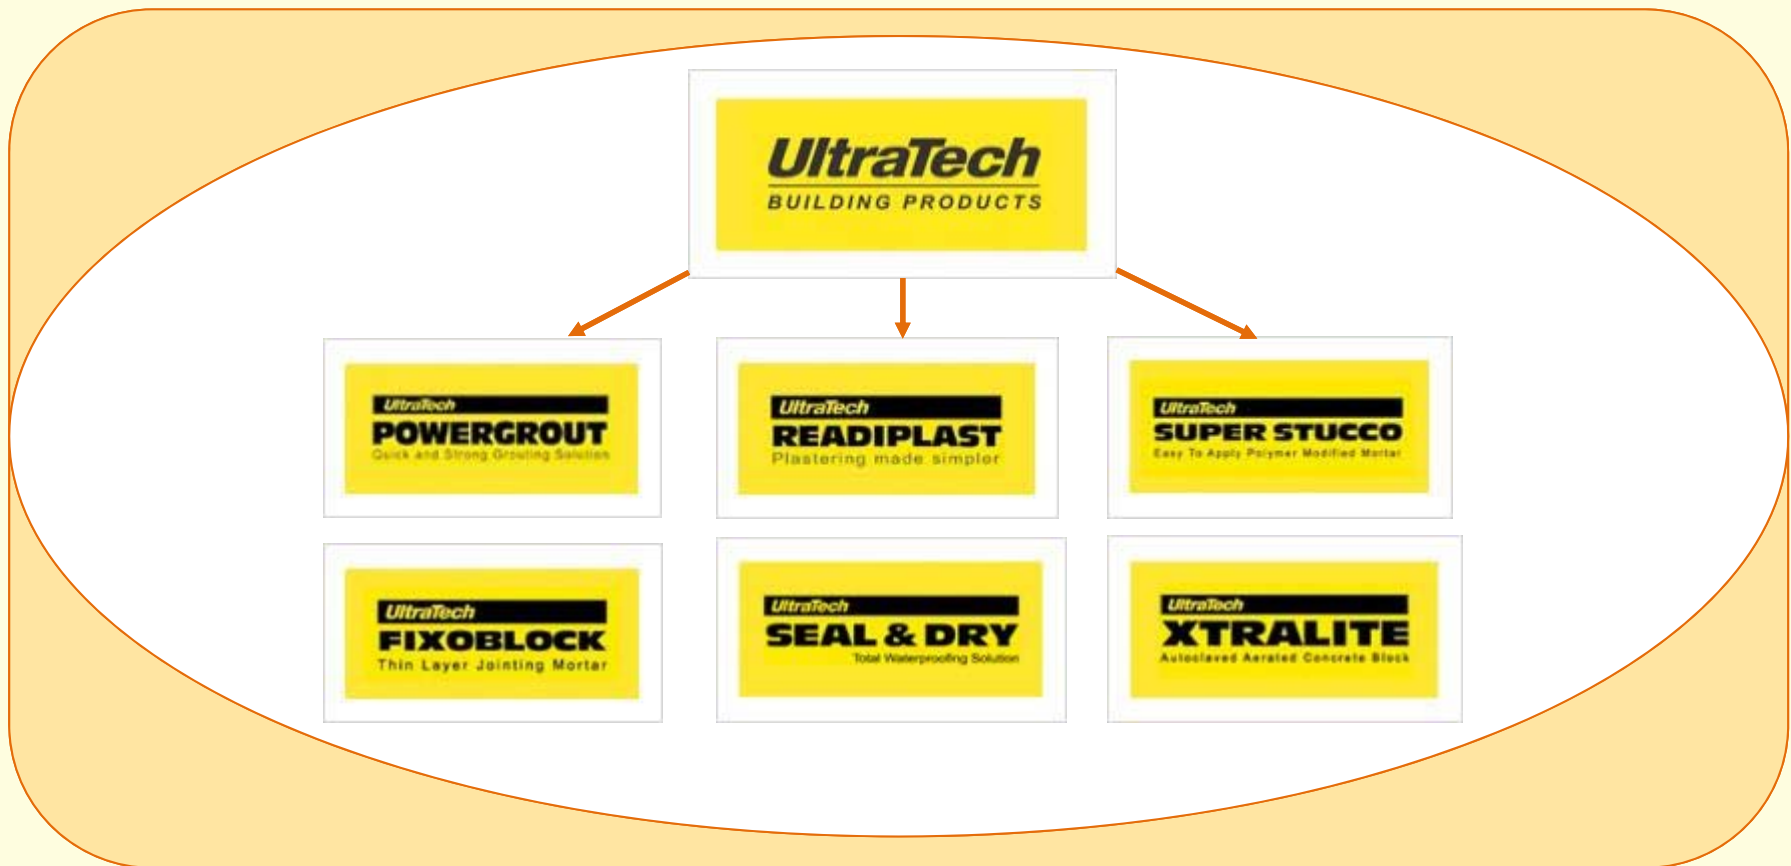 UltraTech
BUILDING PRODUCTS
UltraTech
POWERGROUT
Quick and Strong Grouting Solution
UltraTech
READIPLAST
Plastering made simpler
UltraTech
SUPER STUCCO
Easy To Apply Polymer Modified Mortar
UltraTech
FIXOBLOCK
Thin Layer Jointing Mortar
UltraTech
SEAL & DRY
Total Waterproofing Solution
UltraTech
XTRALITE
Autoclaved Aerated Concrete Block